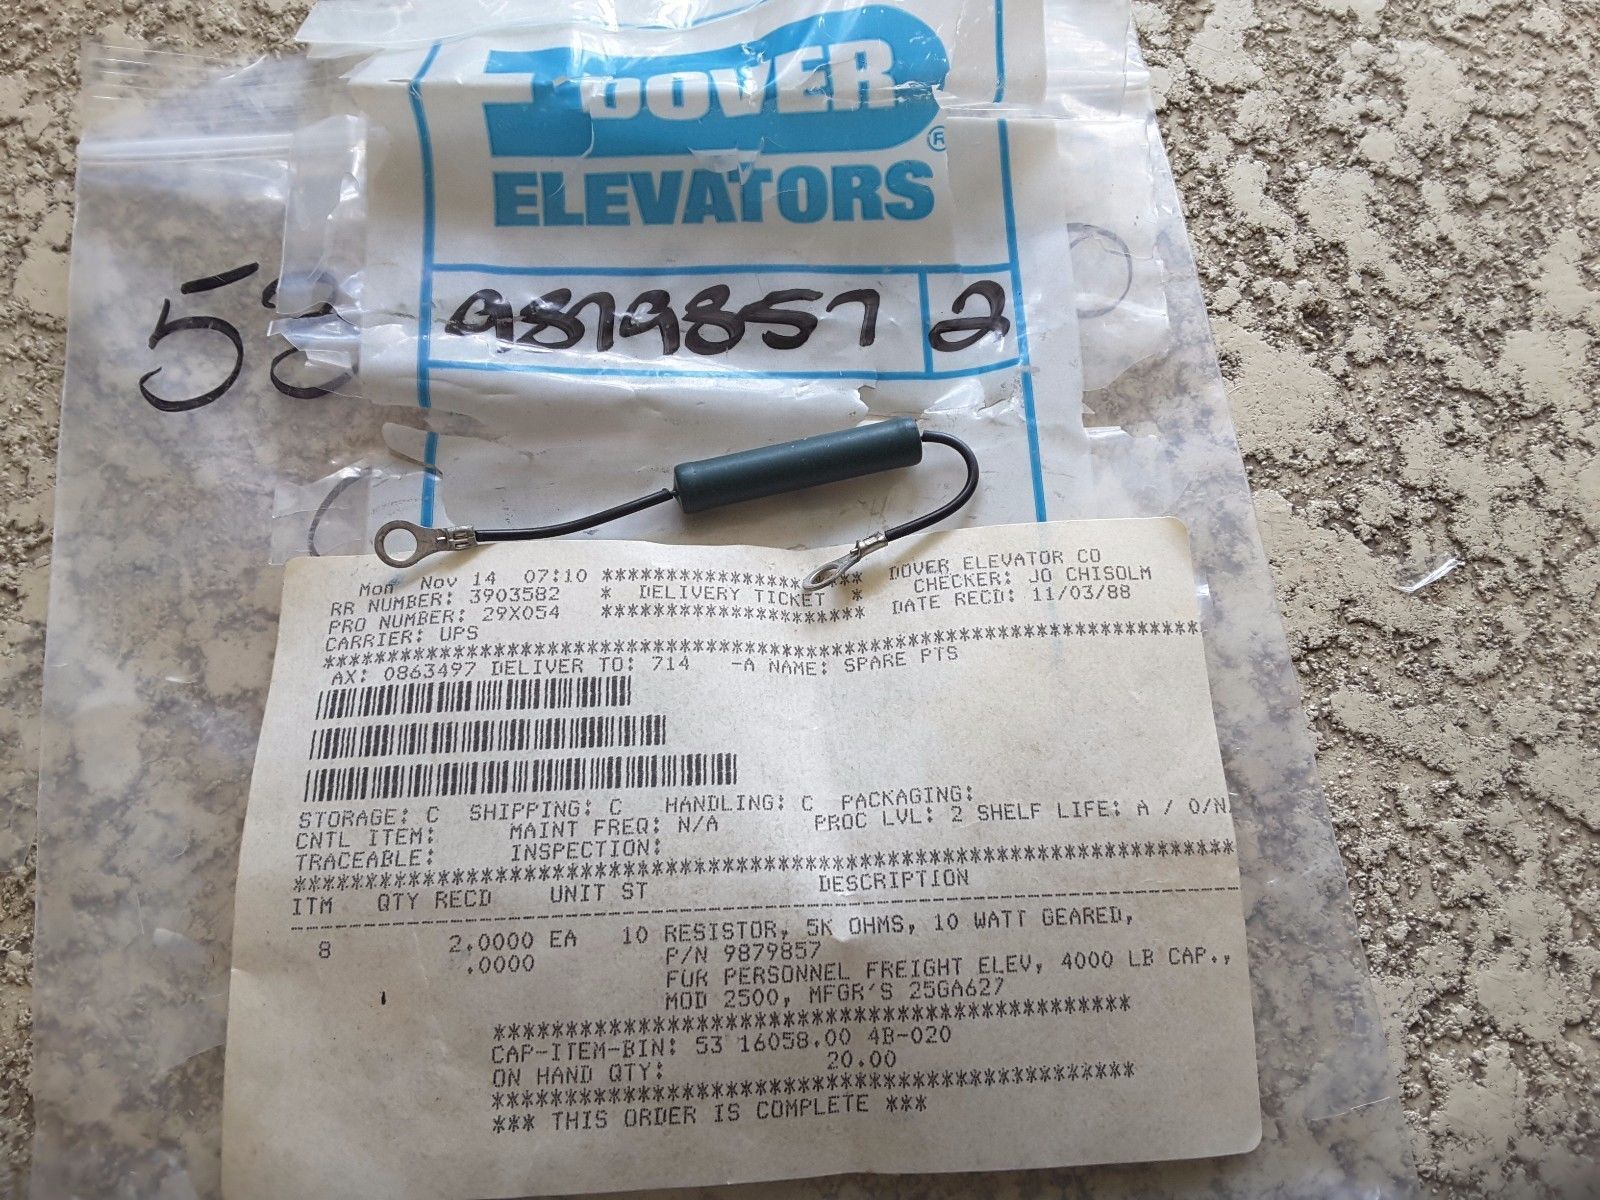 DOVER
®
ELEVATORS
53 9879857 2
Mon Nov 14 07:10 ******************** DOVER ELEVATOR CO
RR NUMBER: 3903582 * DELIVERY TICKET * CHECKER: JO CHISOLM
PRO NUMBER: 29X054 ******************** DATE RECD: 11/03/88
CARRIER: UPS
**********************************************************************
AX: 0863497 DELIVER TO: 714 -A NAME: SPARE PTS
STORAGE: C SHIPPING: C HANDLING: C PACKAGING:
CNTL ITEM: MAINT FREQ: N/A PROC LVL: 2 SHELF LIFE: A / O/N
TRACEABLE: INSPECTION:
**********************************************************************
ITM QTY RECD UNIT ST DESCRIPTION
----------------------------------------------------------------------
8 2.0000 EA 10 RESISTOR, 5K OHMS, 10 WATT GEARED,
.0000 P/N 9879857
FUR PERSONNEL FREIGHT ELEV, 4000 LB CAP.,
MOD 2500, MFGR'S 25GA627
*********************************************
CAP-ITEM-BIN: 53 16058.00 4B-020
ON HAND QTY: 20.00
*********************************************
*** THIS ORDER IS COMPLETE ***